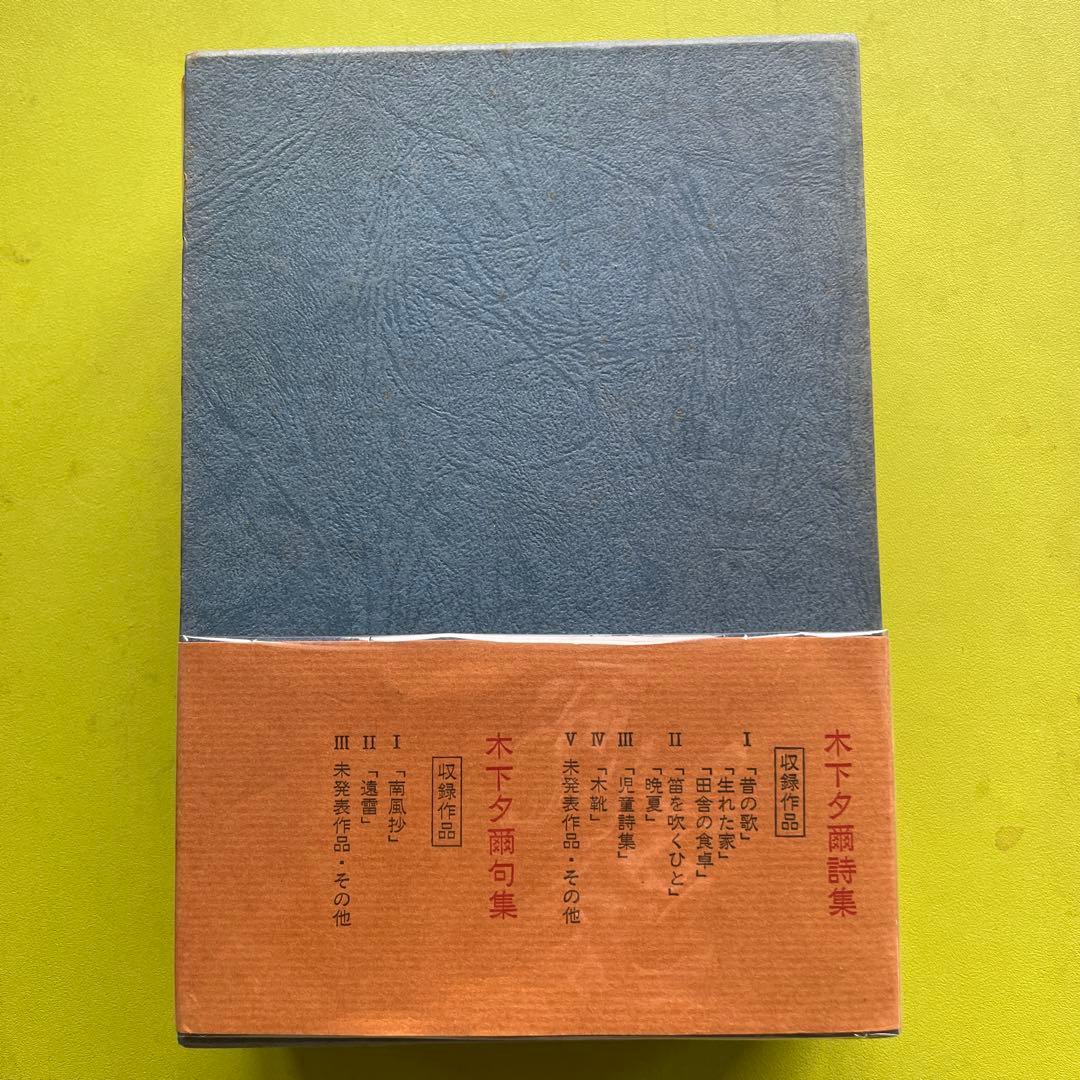 木下夕爾詩集
収録作品
Ⅰ「昔の歌」
「生れた家」
「田舎の食卓」
Ⅱ「笛を吹くひと」
「晩夏」
Ⅲ「児童詩集」
Ⅳ「木靴」
Ⅴ 未発表作品・その他
木下夕爾句集
収録作品
Ⅰ「南風抄」
Ⅱ「遠雷」
Ⅲ 未発表作品・その他